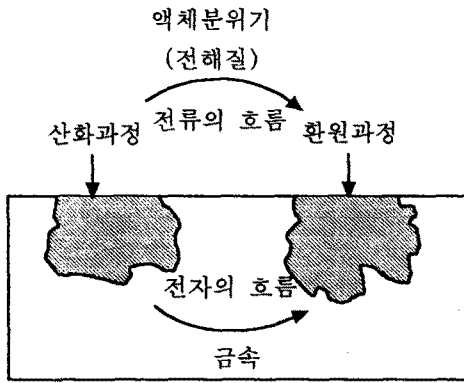 액체분위기
(전해질)
전류의 흐름
산화과정
환원과정
전자의 흐름
금속